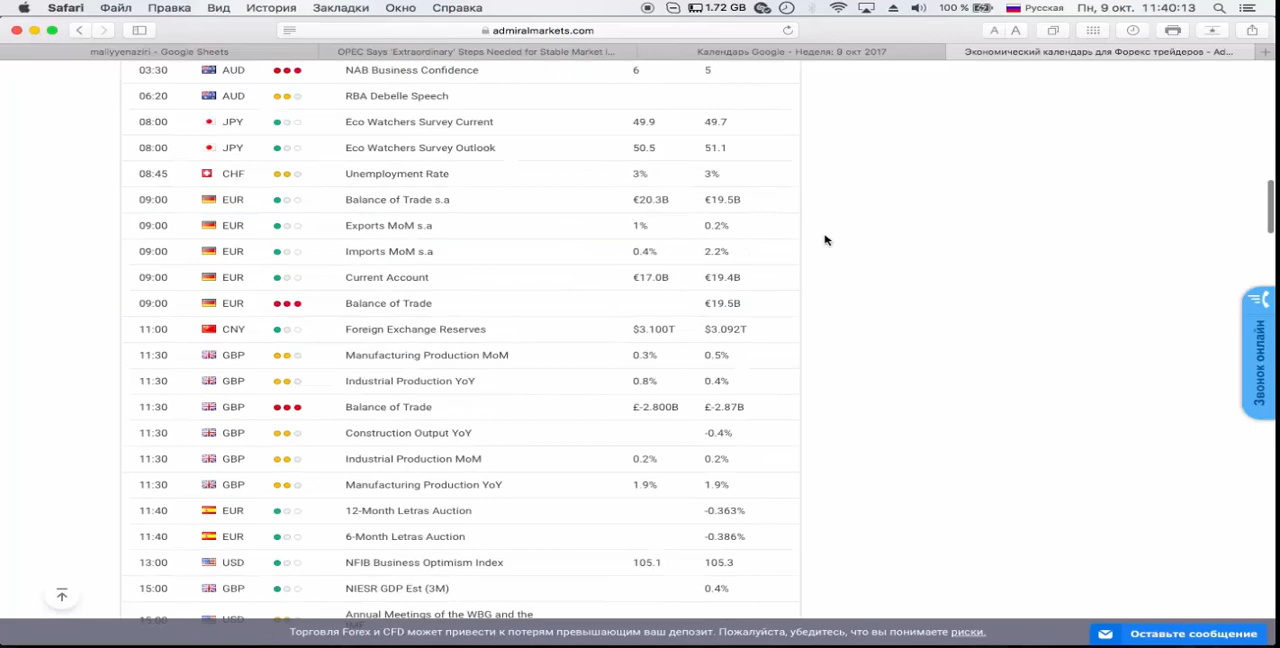 Safari Файл Правка Вид История Закладки Окно Справка 1.72 GB 100 % Русская Пн, 9 окт. 11:40:13
admiralmarkets.com A A
maliyyenaziri - Google Sheets OPEC Says 'Extraordinary' Steps Needed for Stable Market i... Календарь Google - Неделя: 9 окт 2017 Экономический календарь для Форекс трейдеров - Ad...
03:30 AUD NAB Business Confidence 6 5
06:20 AUD RBA Debelle Speech
08:00 JPY Eco Watchers Survey Current 49.9 49.7
08:00 JPY Eco Watchers Survey Outlook 50.5 51.1
08:45 CHF Unemployment Rate 3% 3%
09:00 EUR Balance of Trade s.a €20.3B €19.5B
09:00 EUR Exports MoM s.a 1% 0.2%
09:00 EUR Imports MoM s.a 0.4% 2.2%
09:00 EUR Current Account €17.0B €19.4B
09:00 EUR Balance of Trade €19.5B
11:00 CNY Foreign Exchange Reserves $3.100T $3.092T
11:30 GBP Manufacturing Production MoM 0.3% 0.5%
11:30 GBP Industrial Production YoY 0.8% 0.4%
11:30 GBP Balance of Trade £-2.800B £-2.87B
11:30 GBP Construction Output YoY -0.4%
11:30 GBP Industrial Production MoM 0.2% 0.2%
11:30 GBP Manufacturing Production YoY 1.9% 1.9%
11:40 EUR 12-Month Letras Auction -0.363%
11:40 EUR 6-Month Letras Auction -0.386%
13:00 USD NFIB Business Optimism Index 105.1 105.3
15:00 GBP NIESR GDP Est (3M) 0.4%
15:00 USD Annual Meetings of the WBG and the
Звонок онлайн
Торговля Forex и CFD может привести к потерям превышающим ваш депозит. Пожалуйста, убедитесь, что вы понимаете риски.
Оставьте сообщение